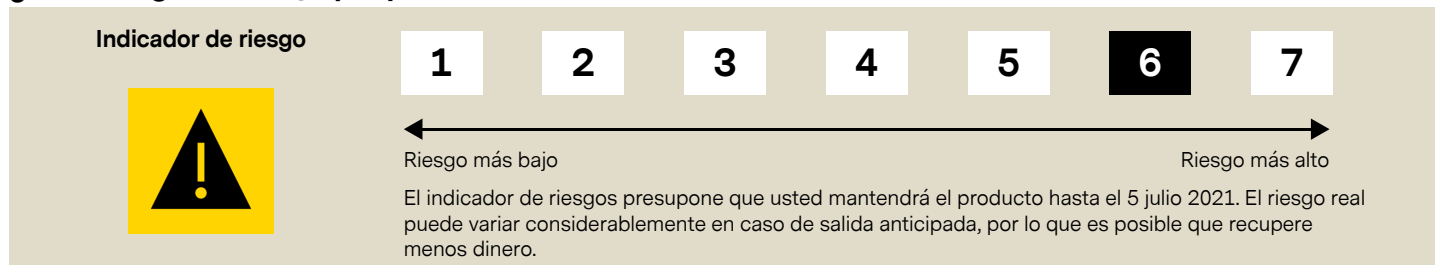 Indicador de riesgo
1 2 3 4 5 6 7
Riesgo más bajo Riesgo más alto
El indicador de riesgos presupone que usted mantendrá el producto hasta el 5 julio 2021. El riesgo real
puede variar considerablemente en caso de salida anticipada, por lo que es posible que recupere
menos dinero.